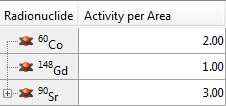 Radionuclide Activity per Area
⁶⁰Co 2.00
¹⁴⁸Gd 1.00
⁹⁰Sr 3.00